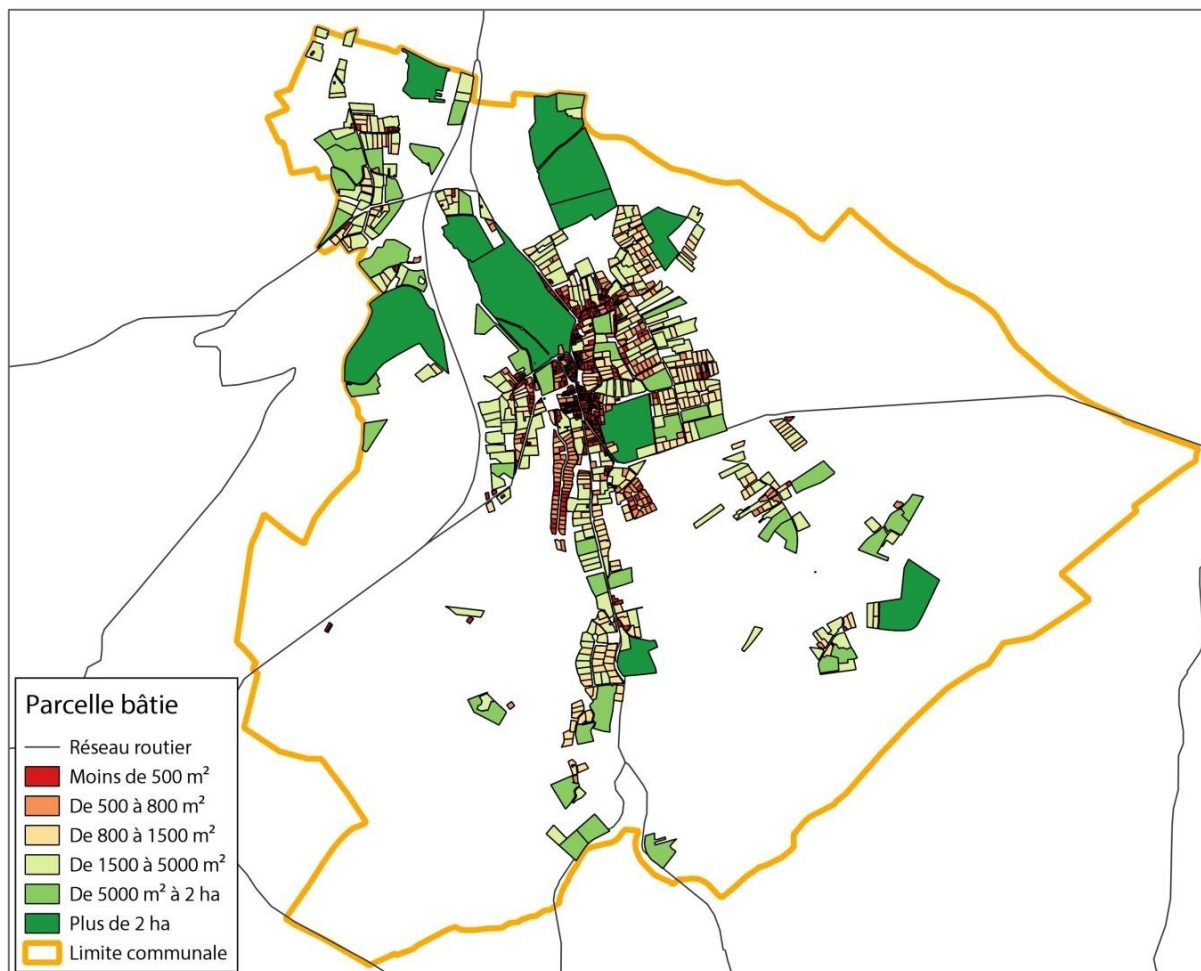 Parcelle bâtie
Réseau routier
Moins de 500 m²
De 500 à 800 m²
De 800 à 1500 m²
De 1500 à 5000 m²
De 5000 m² à 2 ha
Plus de 2 ha
Limite communale